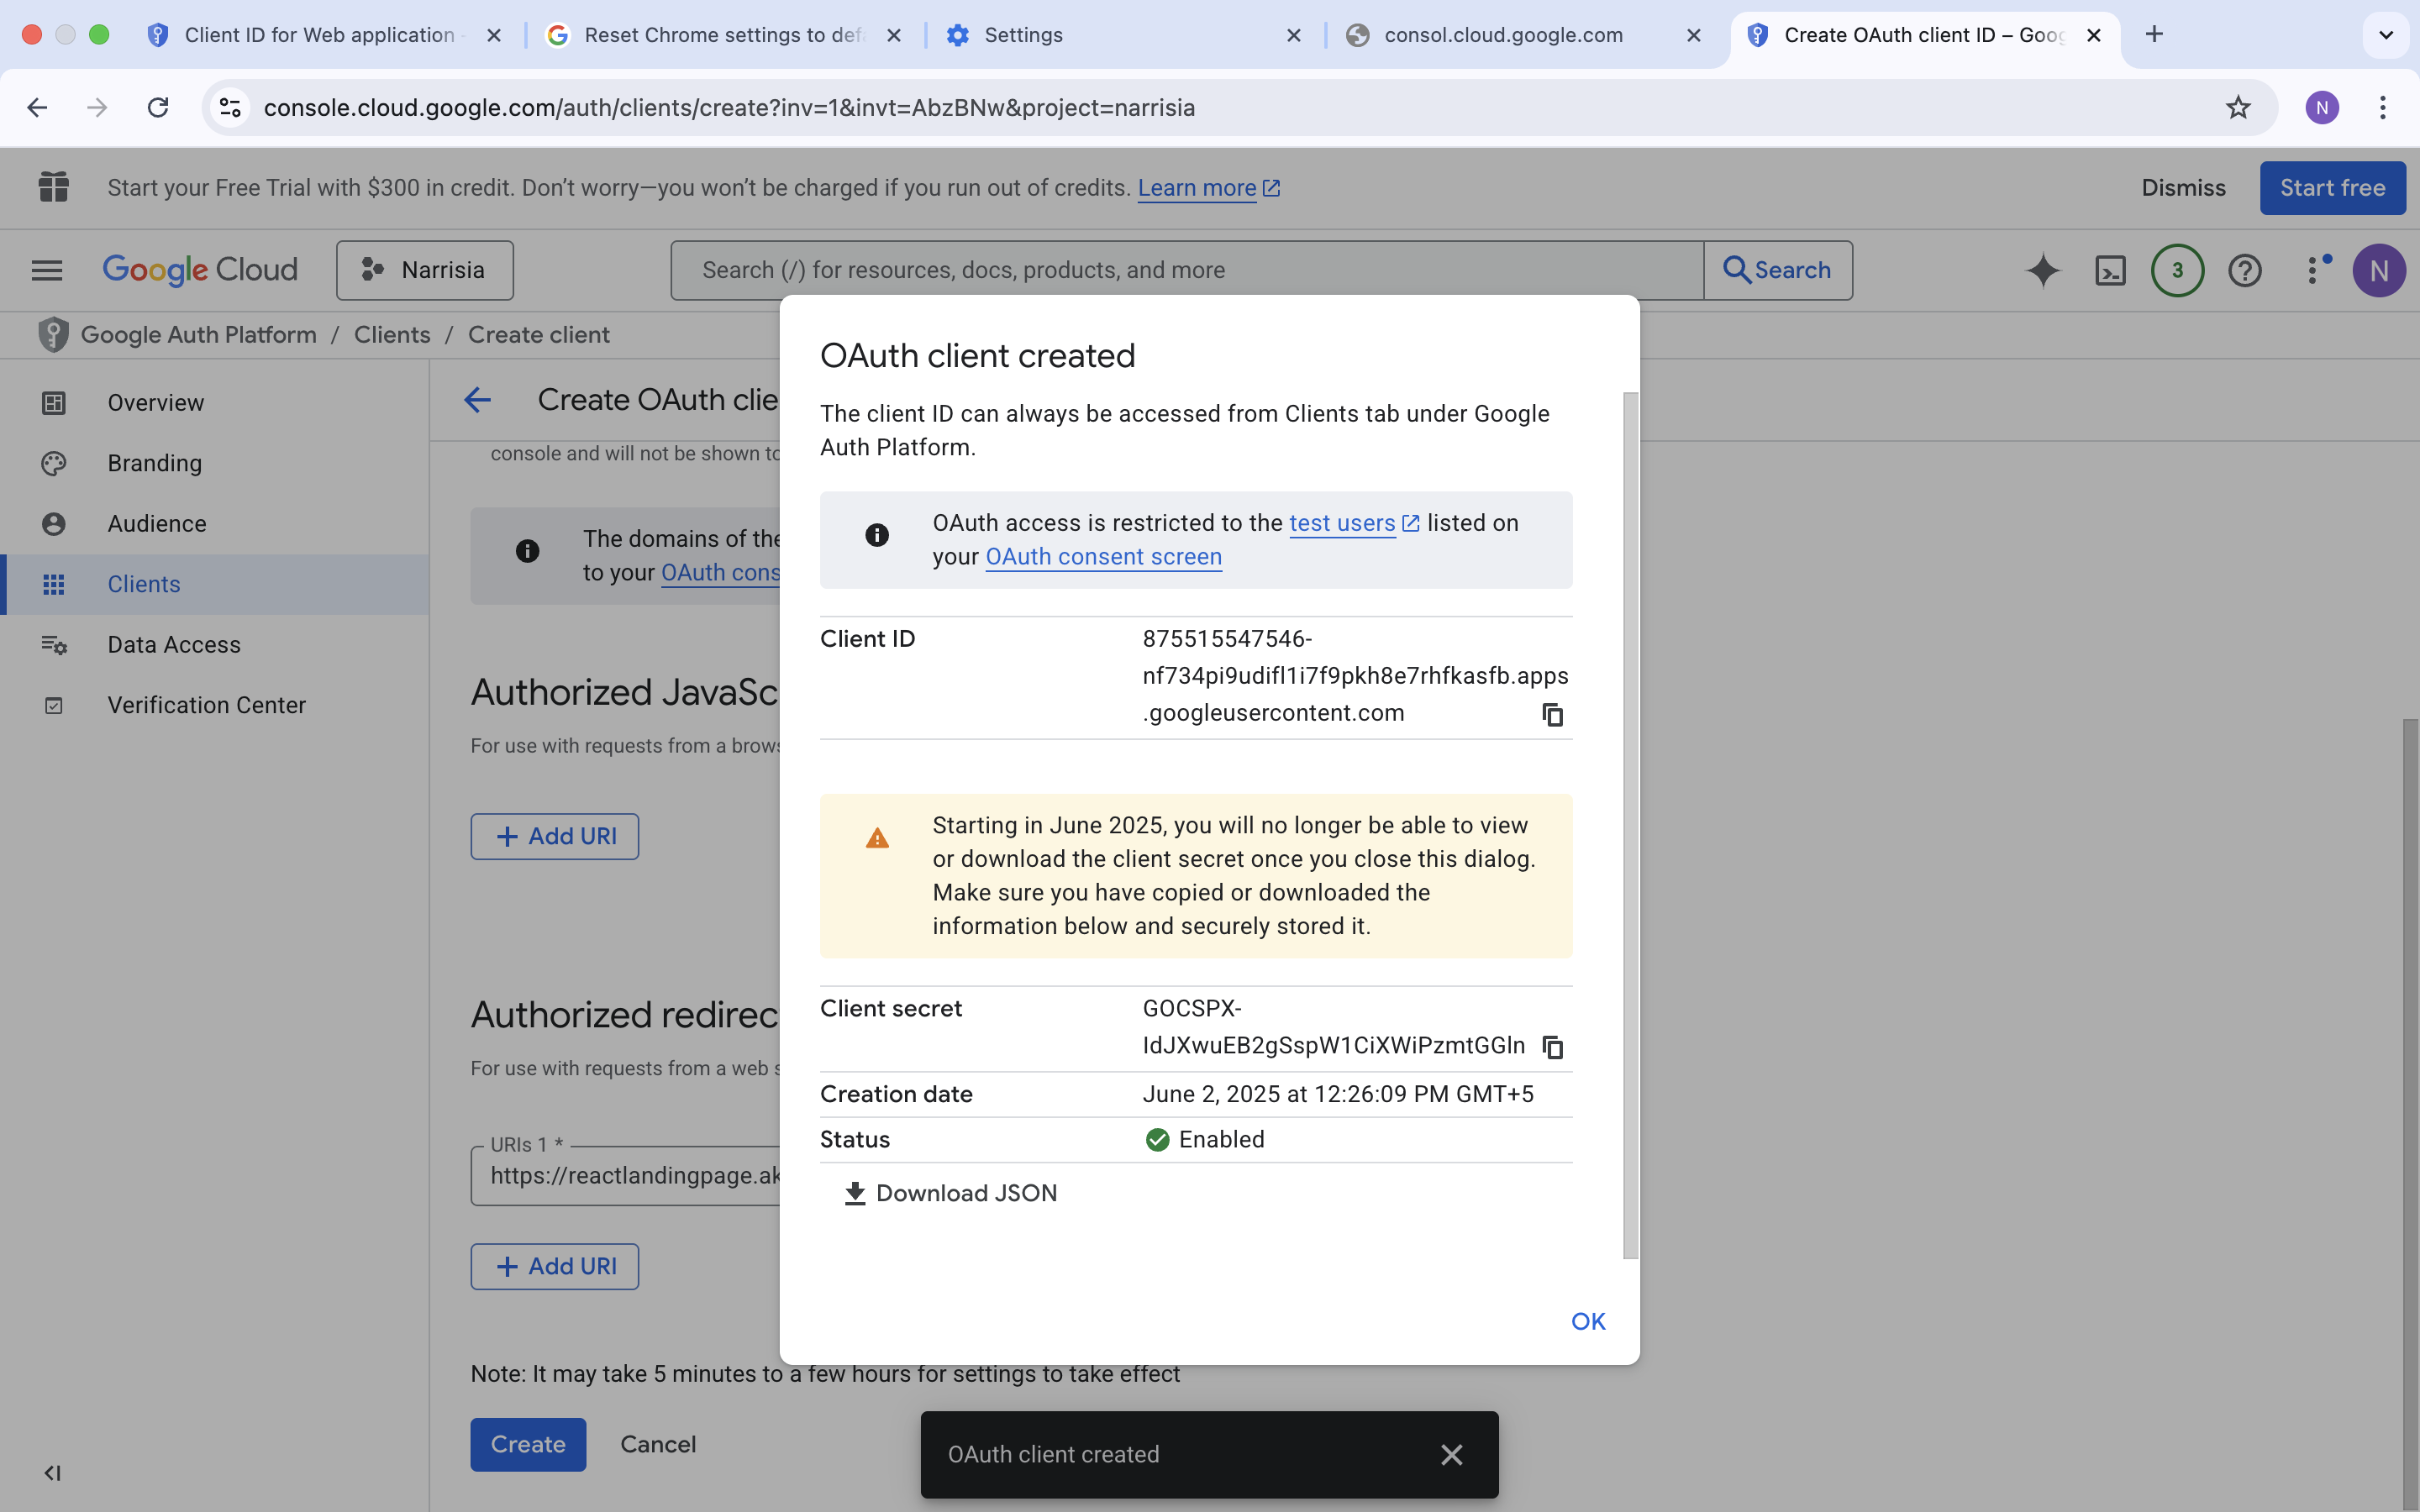 Client ID for Web application -
Reset Chrome settings to defa
Settings
consol.cloud.google.com
Create OAuth client ID – Goog
console.cloud.google.com/auth/clients/create?inv=1&invt=AbzBNw&project=narrisia
N
Start your Free Trial with $300 in credit. Don’t worry—you won’t be charged if you run out of credits. Learn more
Dismiss
Start free
Google Cloud
Narrisia
Search (/) for resources, docs, products, and more
Search
3
N
Google Auth Platform / Clients / Create client
Overview
Branding
Audience
Clients
Data Access
Verification Center
Create OAuth clie
console and will not be shown to
The domains of the
to your OAuth cons
Authorized JavaSc
For use with requests from a brows
Add URI
Authorized redirec
For use with requests from a web s
URIs 1 *
https://reactlandingpage.ak
Add URI
Note: It may take 5 minutes to a few hours for settings to take effect
Create
Cancel
OAuth client created
The client ID can always be accessed from Clients tab under Google
Auth Platform.
OAuth access is restricted to the test users listed on
your OAuth consent screen
Client ID
875515547546-
nf734pi9udifl1i7f9pkh8e7rhfkasfb.apps
.googleusercontent.com
Starting in June 2025, you will no longer be able to view
or download the client secret once you close this dialog.
Make sure you have copied or downloaded the
information below and securely stored it.
Client secret
GOCSPX-
IdJXwuEB2gSspW1CiXWiPzmtGGln
Creation date
June 2, 2025 at 12:26:09 PM GMT+5
Status
Enabled
Download JSON
OK
OAuth client created